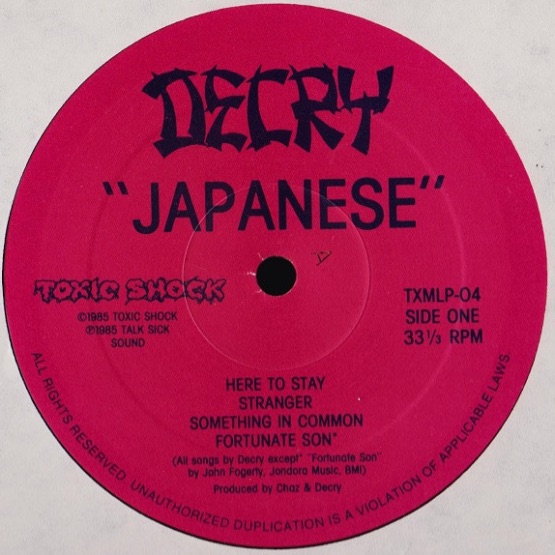 DECRY
"JAPANESE"
TOXIC SHOCK
©1985 TOXIC SHOCK
℗1985 TALK SICK
SOUND
TXMLP-04
SIDE ONE
33 ⅓ RPM
HERE TO STAY
STRANGER
SOMETHING IN COMMON
FORTUNATE SON*
(All songs by Decry except* "Fortunate Son"
by John Fogerty, Jondora Music, BMI)
Produced by Chaz & Decry
ALL RIGHTS RESERVED. UNAUTHORIZED DUPLICATION IS A VIOLATION OF APPLICABLE LAWS.